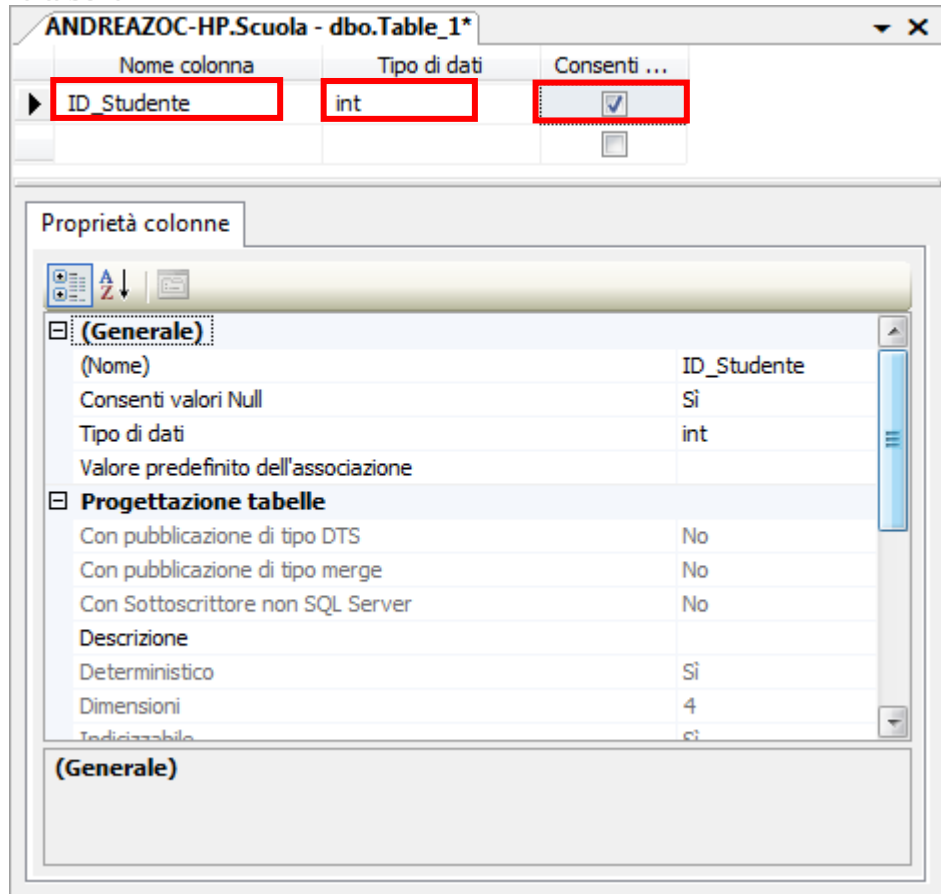 ANDREAZOC-HP.Scuola - dbo.Table_1*
Nome colonna Tipo di dati Consenti ...
ID_Studente int
Proprietà colonne
(Generale)
(Nome) ID_Studente
Consenti valori Null Sì
Tipo di dati int
Valore predefinito dell'associazione
Progettazione tabelle
Con pubblicazione di tipo DTS No
Con pubblicazione di tipo merge No
Con Sottoscrittore non SQL Server No
Descrizione
Deterministico Sì
Dimensioni 4
Indicizzabile Sì
(Generale)